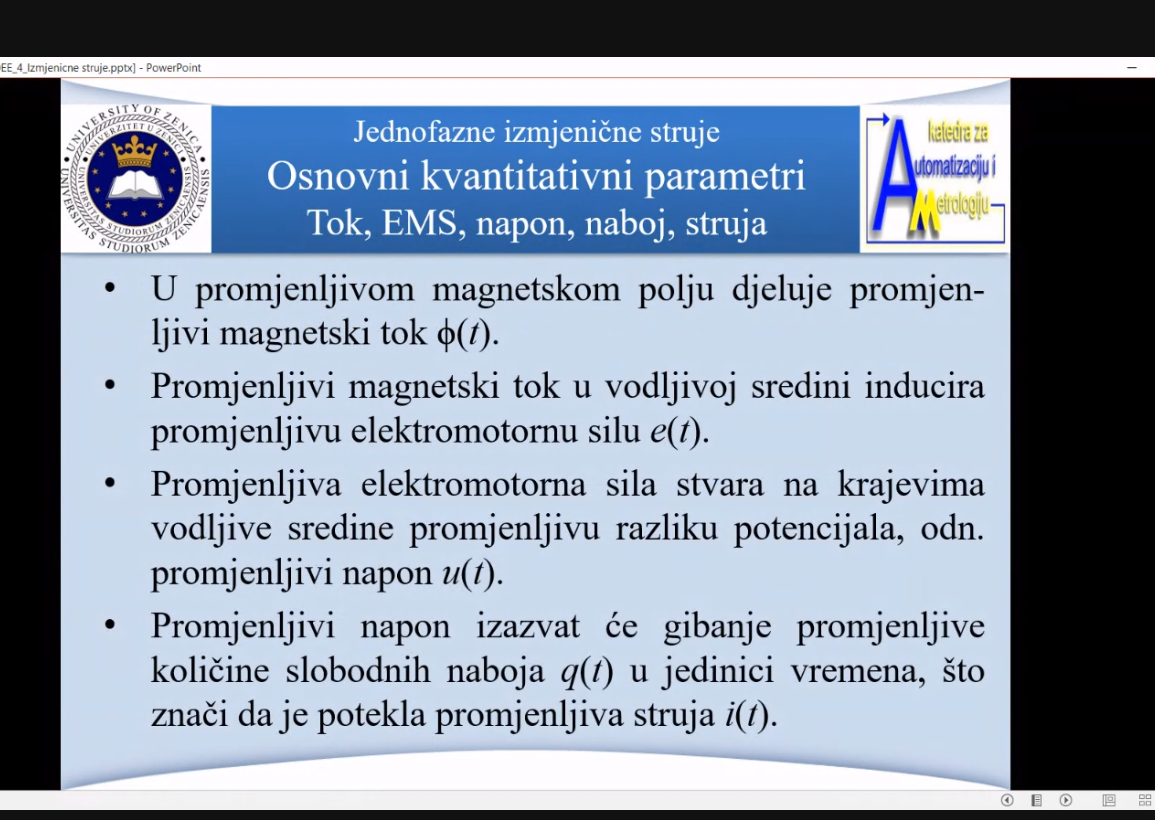 EE_4_Izmjenicne struje.pptx] - PowerPoint
UNIVERSITY OF ZENICA
UNIVERZITET U ZENICI
UNIVERSITAS STUDIORUM ZENICAENSIS
Jednofazne izmjenične struje
Osnovni kvantitativni parametri
Tok, EMS, napon, naboj, struja
katedra za
Automatizaciju i
Metrologiju
• U promjenljivom magnetskom polju djeluje promjen-
ljivi magnetski tok ϕ(t).
• Promjenljivi magnetski tok u vodljivoj sredini inducira
promjenljivu elektromotornu silu e(t).
• Promjenljiva elektromotorna sila stvara na krajevima
vodljive sredine promjenljivu razliku potencijala, odn.
promjenljivi napon u(t).
• Promjenljivi napon izazvat će gibanje promjenljive
količine slobodnih naboja q(t) u jedinici vremena, što
znači da je potekla promjenljiva struja i(t).